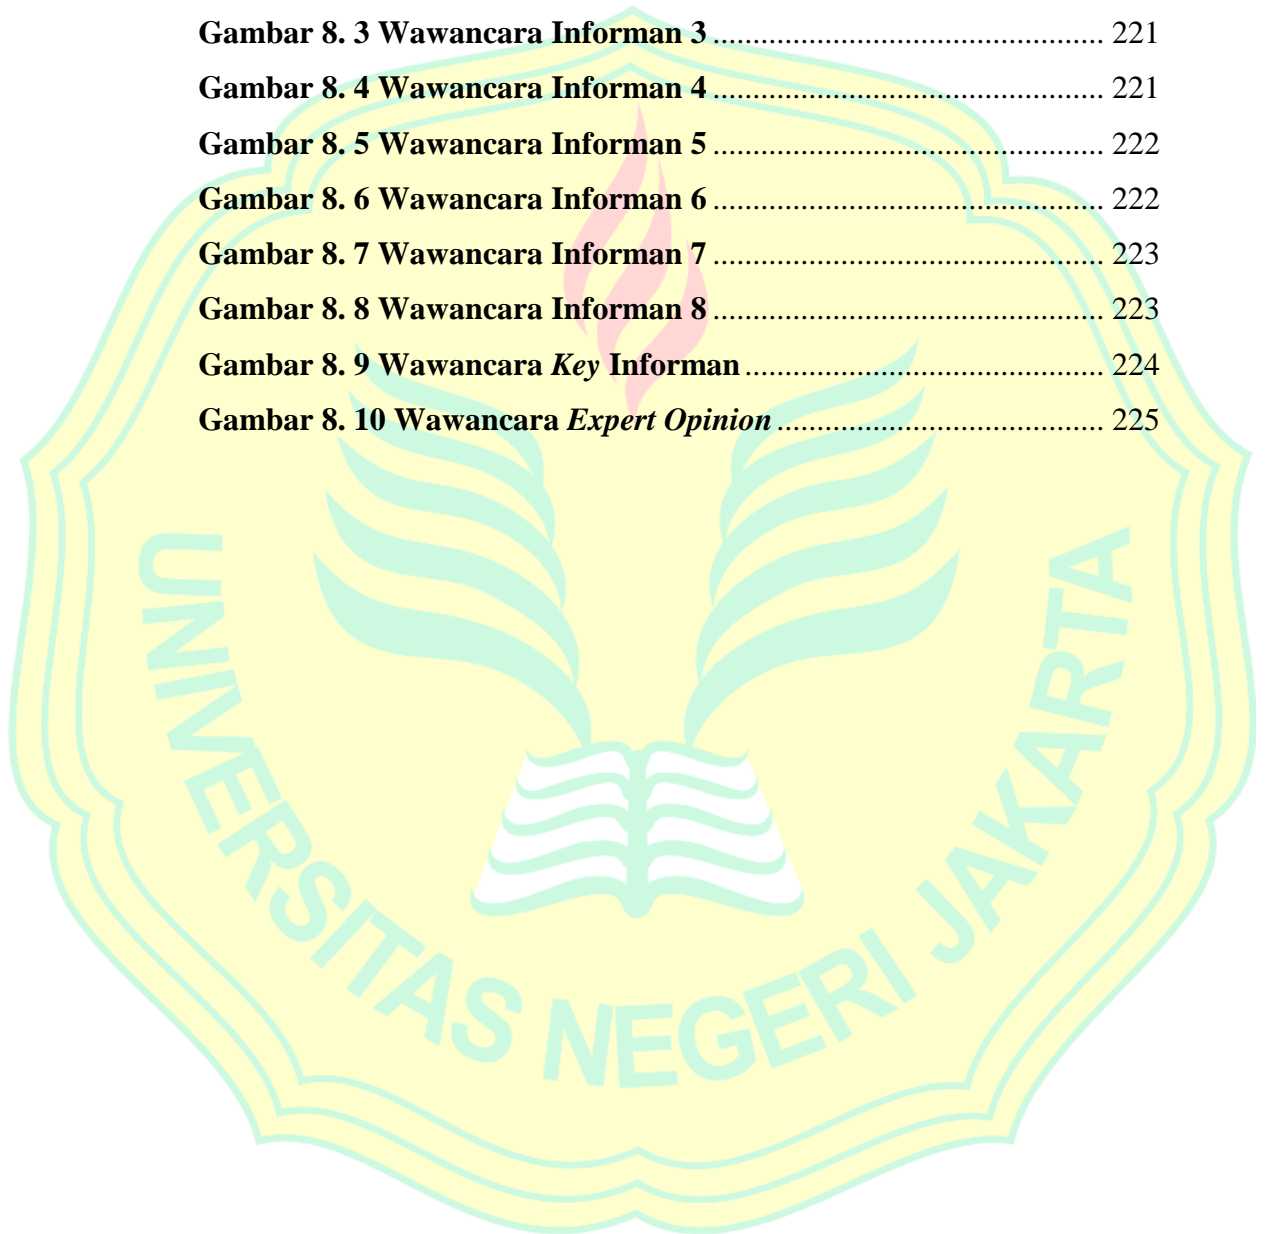 Gambar 8. 3 Wawancara Informan 3.................................................. 221
Gambar 8. 4 Wawancara Informan 4.................................................. 221
Gambar 8. 5 Wawancara Informan 5.................................................. 222
Gambar 8. 6 Wawancara Informan 6.................................................. 222
Gambar 8. 7 Wawancara Informan 7.................................................. 223
Gambar 8. 8 Wawancara Informan 8.................................................. 223
Gambar 8. 9 Wawancara Key Informan.............................................. 224
Gambar 8. 10 Wawancara Expert Opinion.......................................... 225
UNIVERSITAS NEGERI JAKARTA